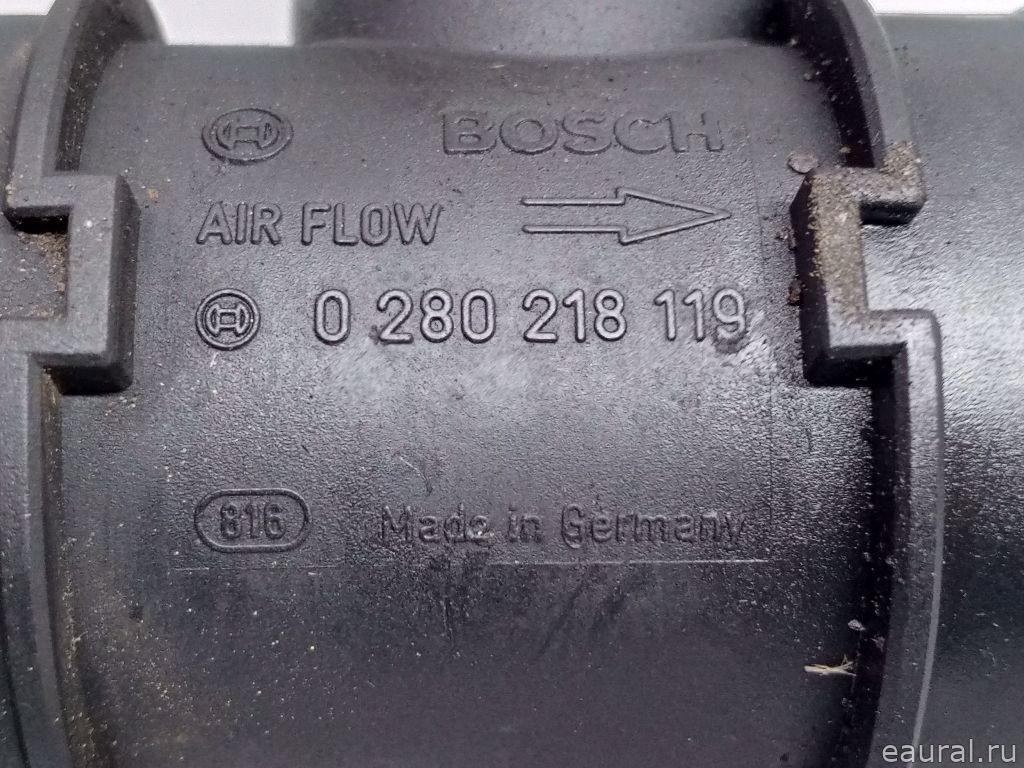 BOSCH
AIR FLOW
0 280 218 119
816 Made in Germany
eaural.ru